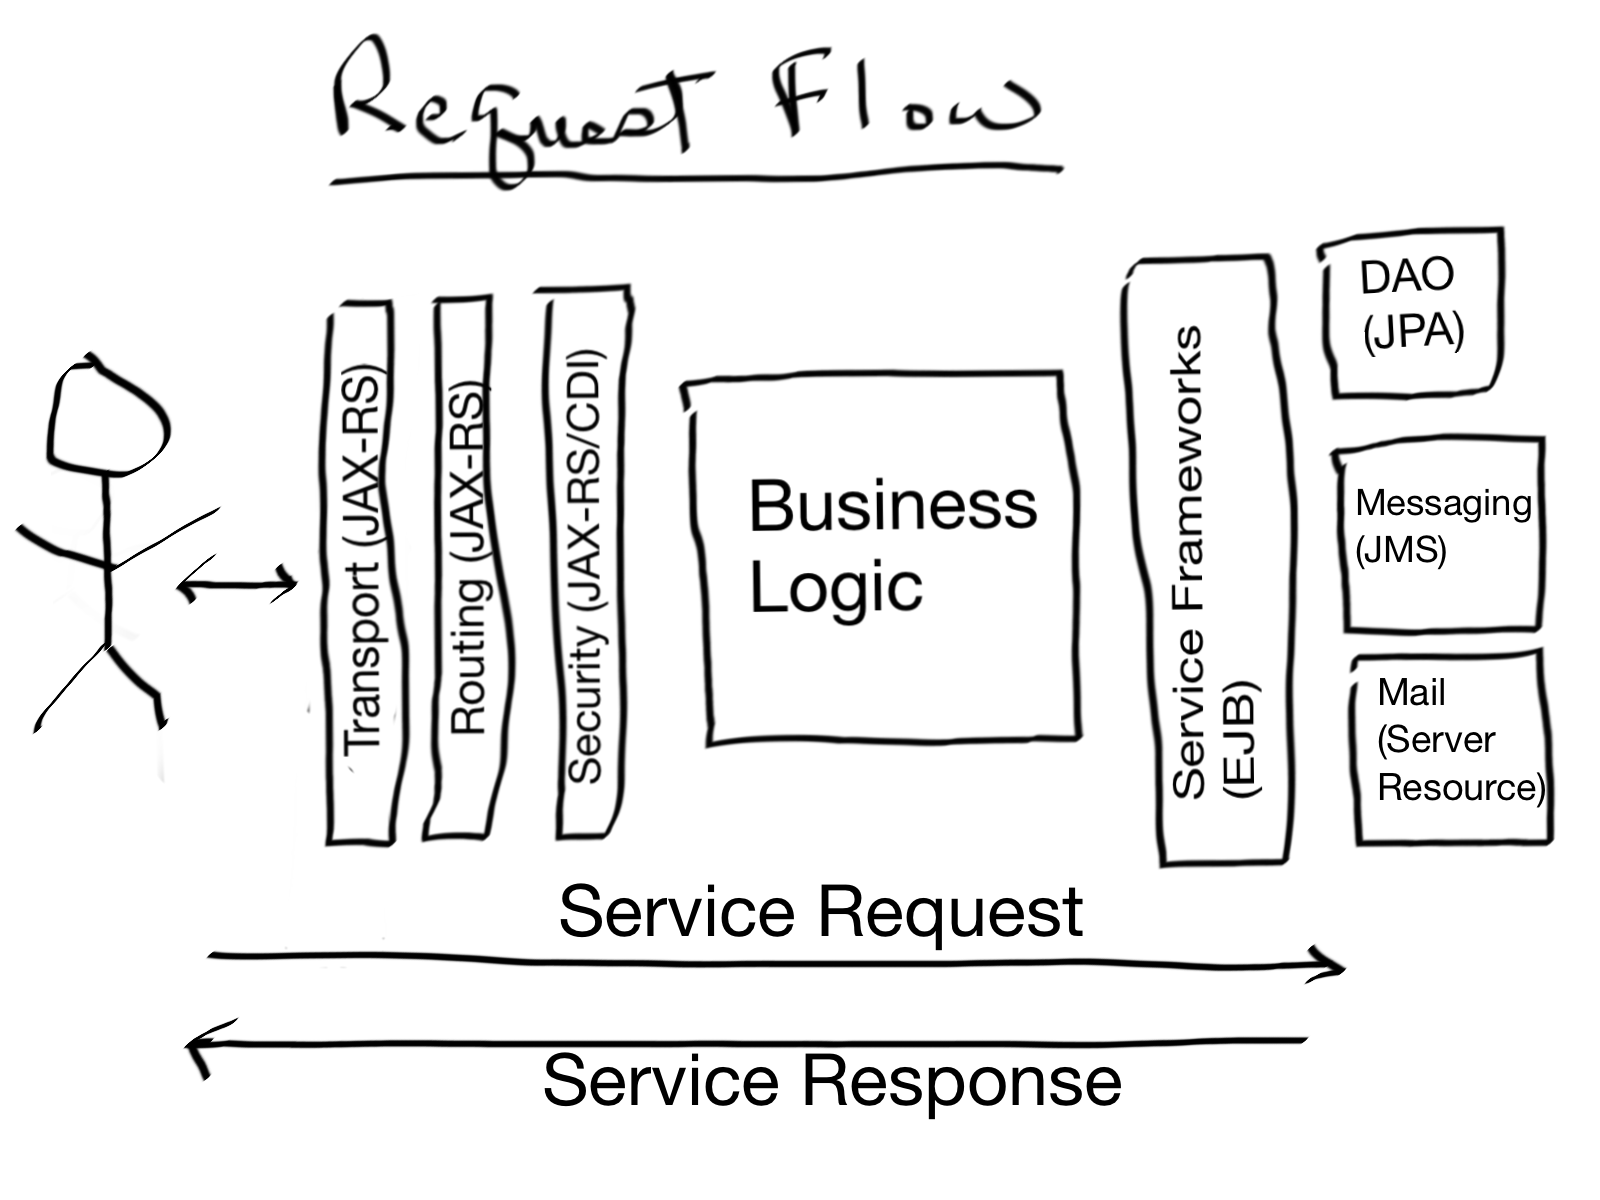 Request Flow
Transport (JAX-RS)
Routing (JAX-RS)
Security (JAX-RS/CDI)
Business
Logic
Service Frameworks
(EJB)
DAO
(JPA)
Messaging
(JMS)
Mail
(Server
Resource)
Service Request
Service Response